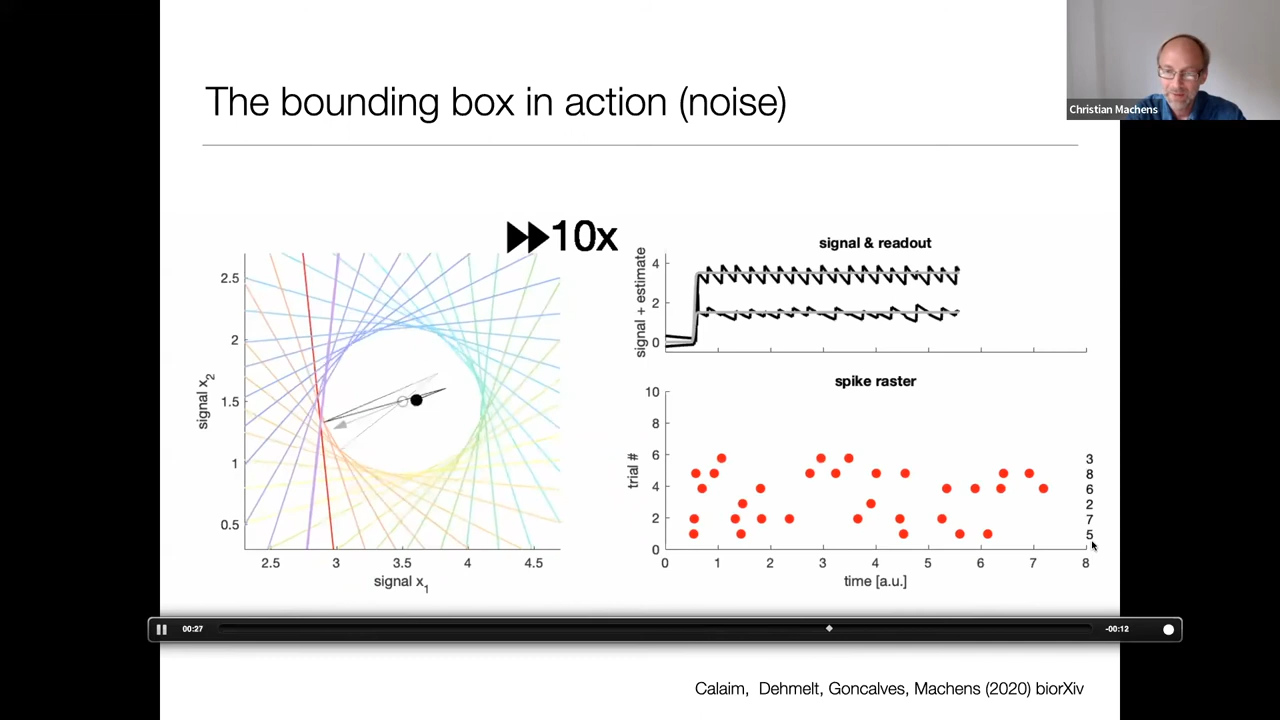 The bounding box in action (noise)
Christian Machens
10x
signal x2
2.5
2
1.5
1
0.5
2.5 3 3.5 4 4.5
signal x1
signal & readout
signal + estimate
4
2
0
spike raster
trial #
10
8
6
4
2
0
3
8
6
2
7
5
0 1 2 3 4 5 6 7 8
time [a.u.]
00:27
-00:12
Calaim, Dehmelt, Goncalves, Machens (2020) biorXiv